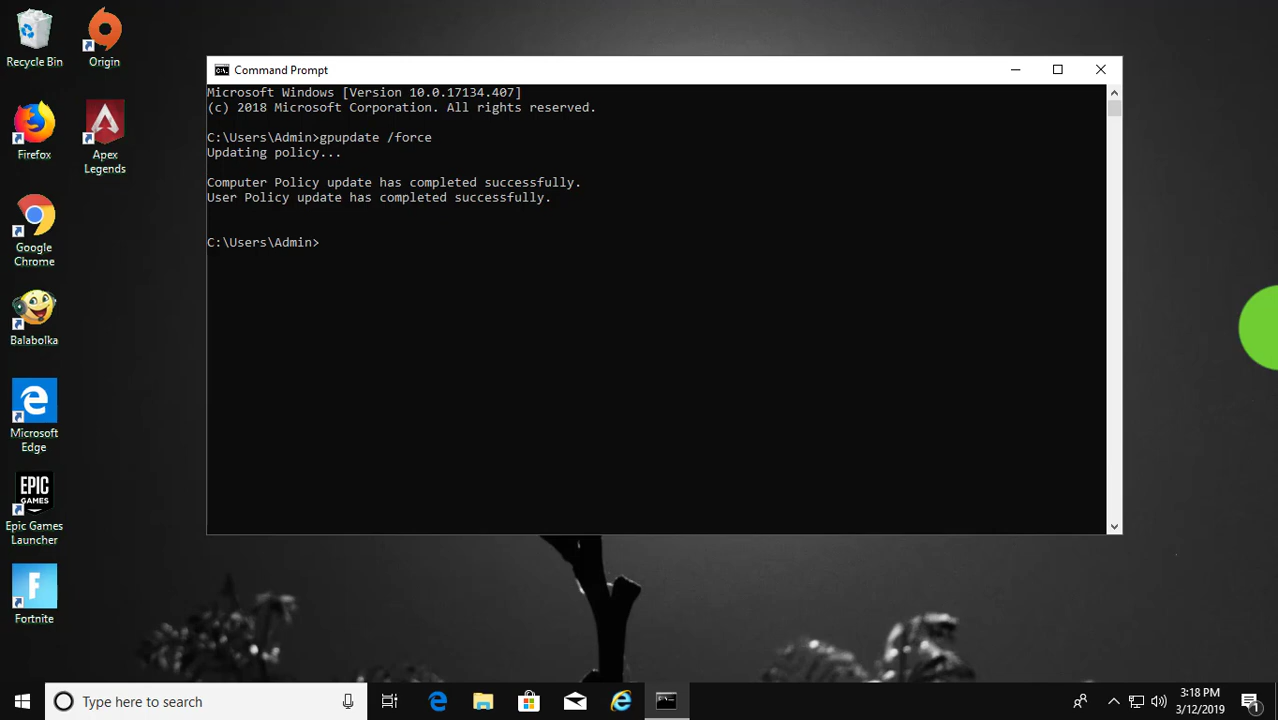 Recycle Bin
Origin
Firefox
Apex
Legends
Google
Chrome
Balabolka
Microsoft
Edge
EPIC
GAMES
Epic Games
Launcher
F
Fortnite
C:\.
Command Prompt
Microsoft Windows [Version 10.0.17134.407]
(c) 2018 Microsoft Corporation. All rights reserved.
C:\Users\Admin>gpupdate /force
Updating policy...
Computer Policy update has completed successfully.
User Policy update has completed successfully.
C:\Users\Admin>
Type here to search
3:18 PM
3/12/2019
1